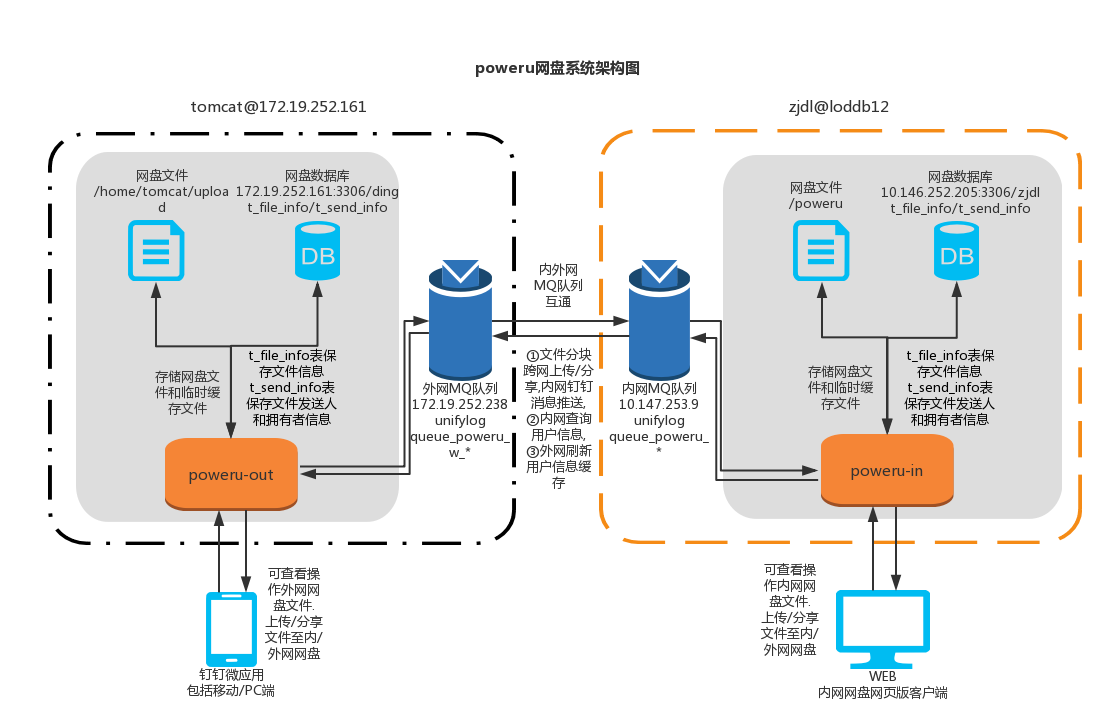 poweru网盘系统架构图
tomcat@172.19.252.161
zjdl@loddb12
网盘文件
/home/tomcat/uploa
d
网盘数据库
172.19.252.161:3306/ding
t_file_info/t_send_info
DB
存储网盘文
件和临时缓
存文件
t_file_info表保
存文件信息
t_send_info表
保存文件发送人
和拥有者信息
poweru-out
外网MQ队列
172.19.252.238
unifylog
queue_poweru_
w_*
内外网
MQ队列
互通
①文件分块
跨网上传/分
享,内网钉钉
消息推送,
②内网查询
用户信息,
③外网刷新
用户信息缓
存
内网MQ队列
10.147.253.9
unifylog
queue_poweru_
*
网盘文件
/poweru
网盘数据库
10.146.252.205:3306/zjdl
t_file_info/t_send_info
DB
存储网盘文
件和临时缓
存文件
t_file_info表保
存文件信息
t_send_info表
保存文件发送人
和拥有者信息
poweru-in
可查看操
作外网网
盘文件.
上传/分享
文件至内/
外网网盘
钉钉微应用
包括移动/PC端
可查看操
作内网网
盘文件.
上传/分享
文件至内/
外网网盘
WEB
内网网盘网页版客户端